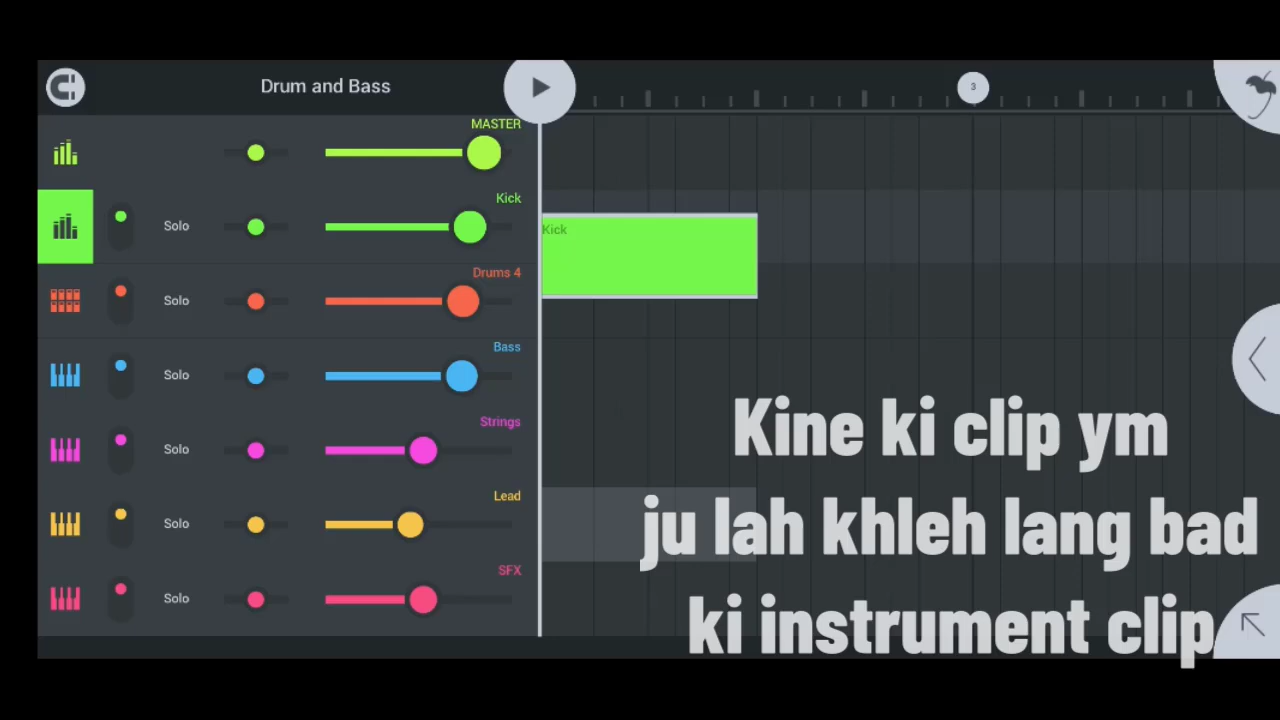 Drum and Bass
3
MASTER
Kick
Solo
Kick
Drums 4
Solo
Bass
Solo
Strings
Solo
Lead
Solo
SFX
Solo
Kine ki clip ym
ju lah khleh lang bad
ki instrument clip